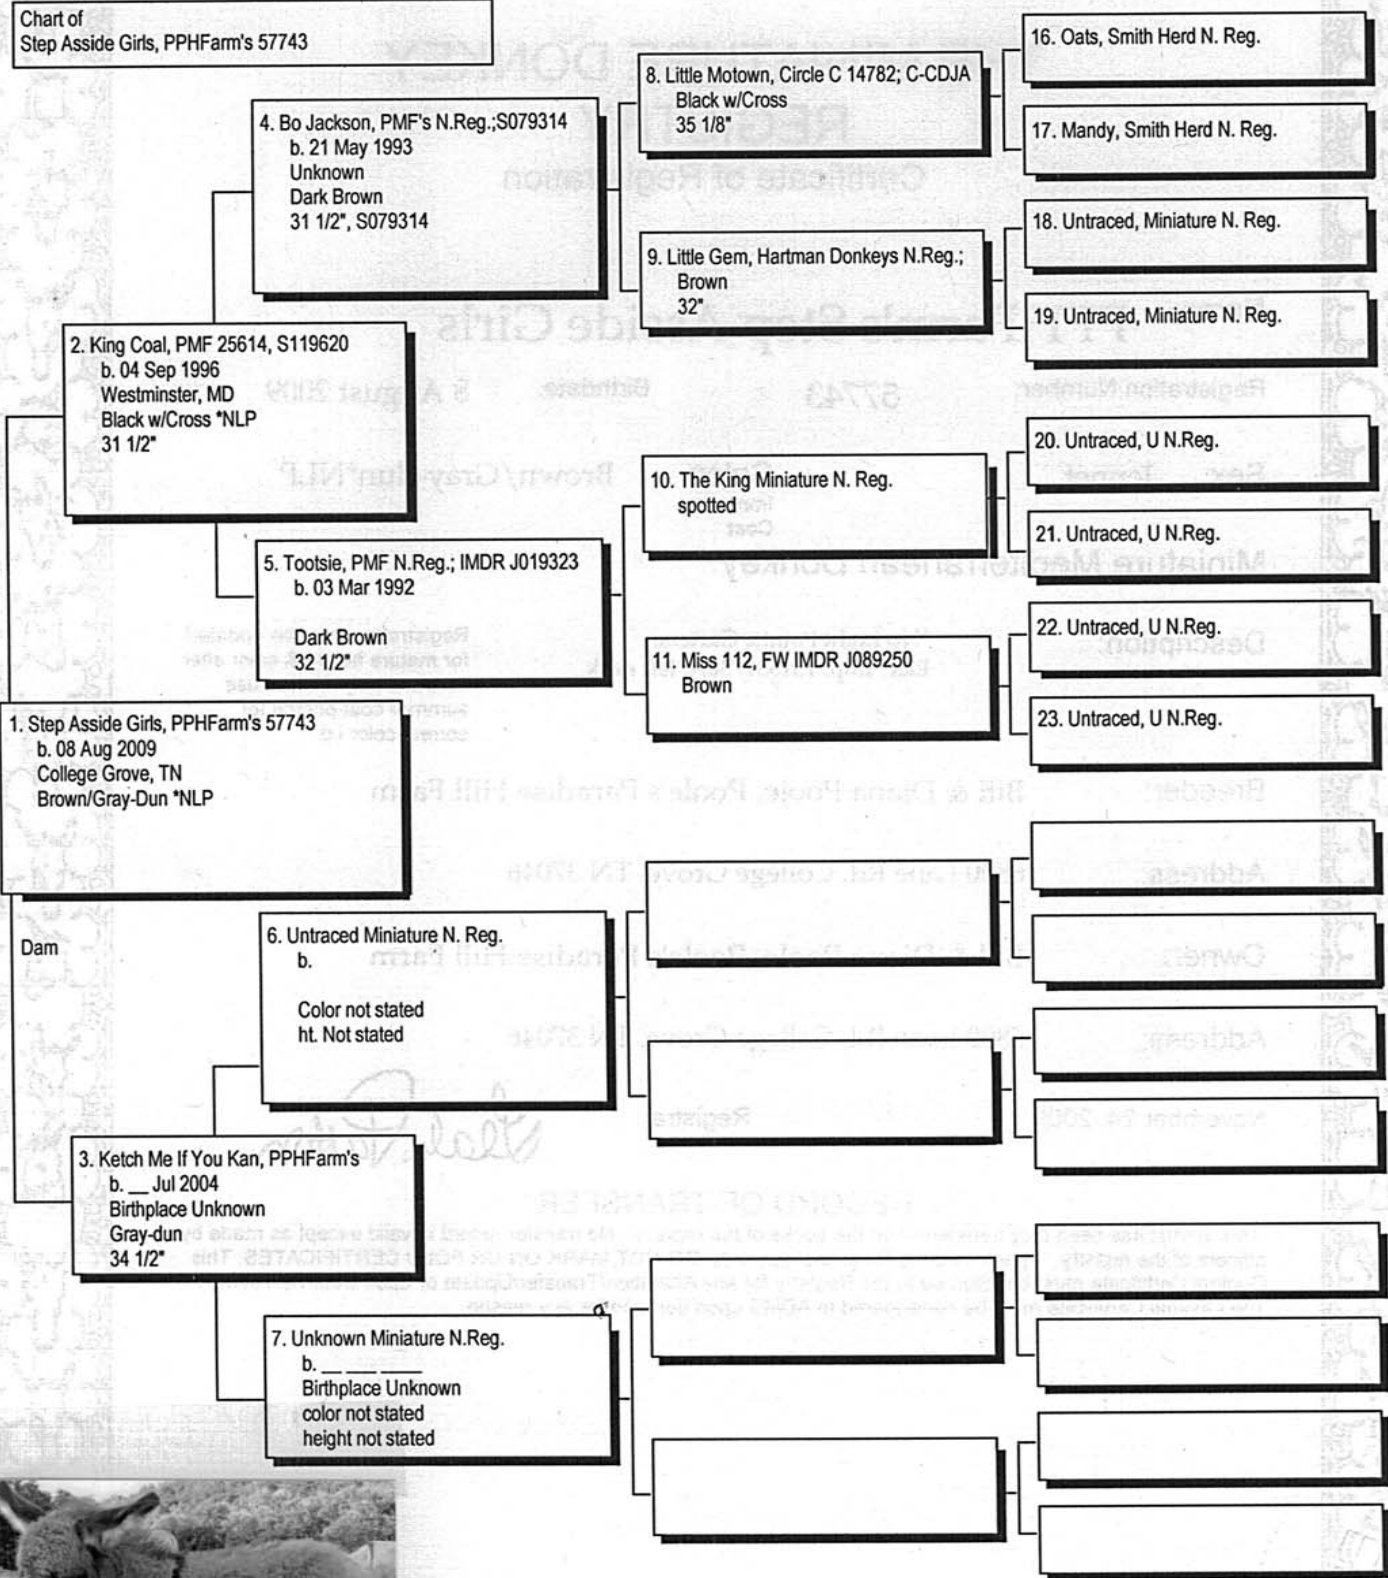 Chart of
Step Asside Girls, PPHFarm's 57743
1. Step Asside Girls, PPHFarm's 57743
b. 08 Aug 2009
College Grove, TN
Brown/Gray-Dun *NLP
2. King Coal, PMF 25614, S119620
b. 04 Sep 1996
Westminster, MD
Black w/Cross *NLP
31 1/2"
Dam
3. Ketch Me If You Kan, PPHFarm's
b. __ Jul 2004
Birthplace Unknown
Gray-dun
34 1/2"
4. Bo Jackson, PMF's N.Reg.;S079314
b. 21 May 1993
Unknown
Dark Brown
31 1/2", S079314
5. Tootsie, PMF N.Reg.; IMDR J019323
b. 03 Mar 1992
Dark Brown
32 1/2"
6. Untraced Miniature N. Reg.
b.
Color not stated
ht. Not stated
7. Unknown Miniature N.Reg.
b. __ ___ ____
Birthplace Unknown
color not stated
height not stated
8. Little Motown, Circle C 14782; C-CDJA
Black w/Cross
35 1/8"
9. Little Gem, Hartman Donkeys N.Reg.;
Brown
32"
10. The King Miniature N. Reg.
spotted
11. Miss 112, FW IMDR J089250
Brown
16. Oats, Smith Herd N. Reg.
17. Mandy, Smith Herd N. Reg.
18. Untraced, Miniature N. Reg.
19. Untraced, Miniature N. Reg.
20. Untraced, U N.Reg.
21. Untraced, U N.Reg.
22. Untraced, U N.Reg.
23. Untraced, U N.Reg.